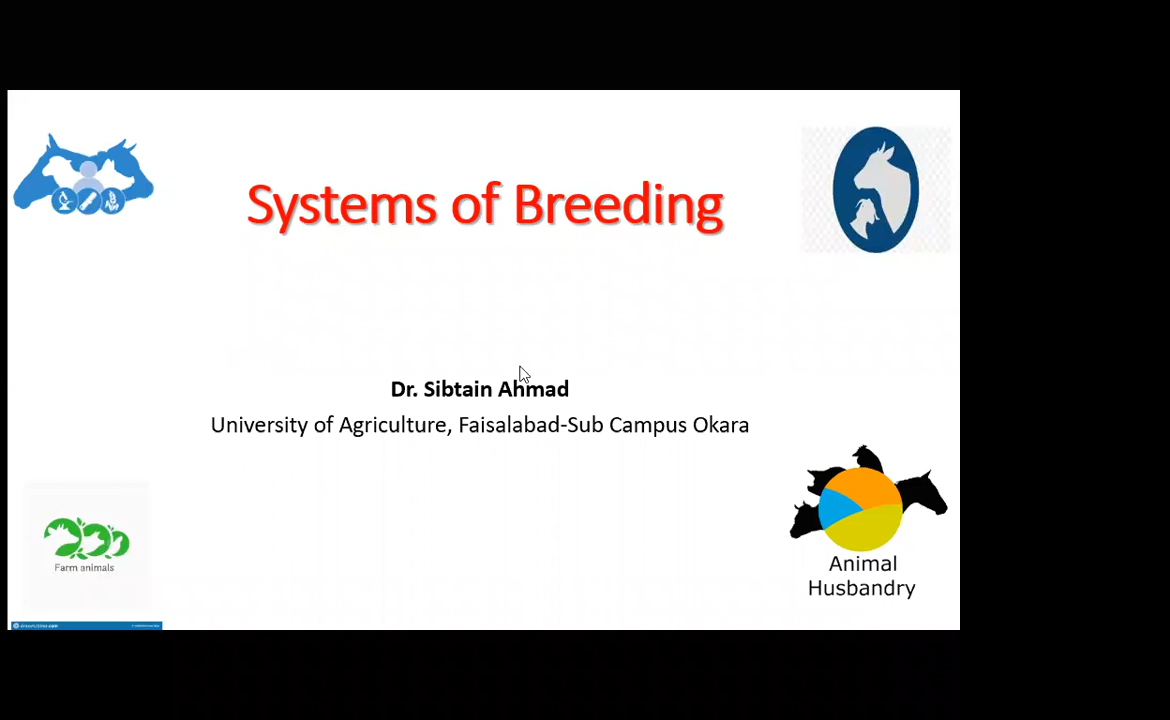 Systems of Breeding
Dr. Sibtain Ahmad
University of Agriculture, Faisalabad-Sub Campus Okara
Farm animals
Animal
Husbandry